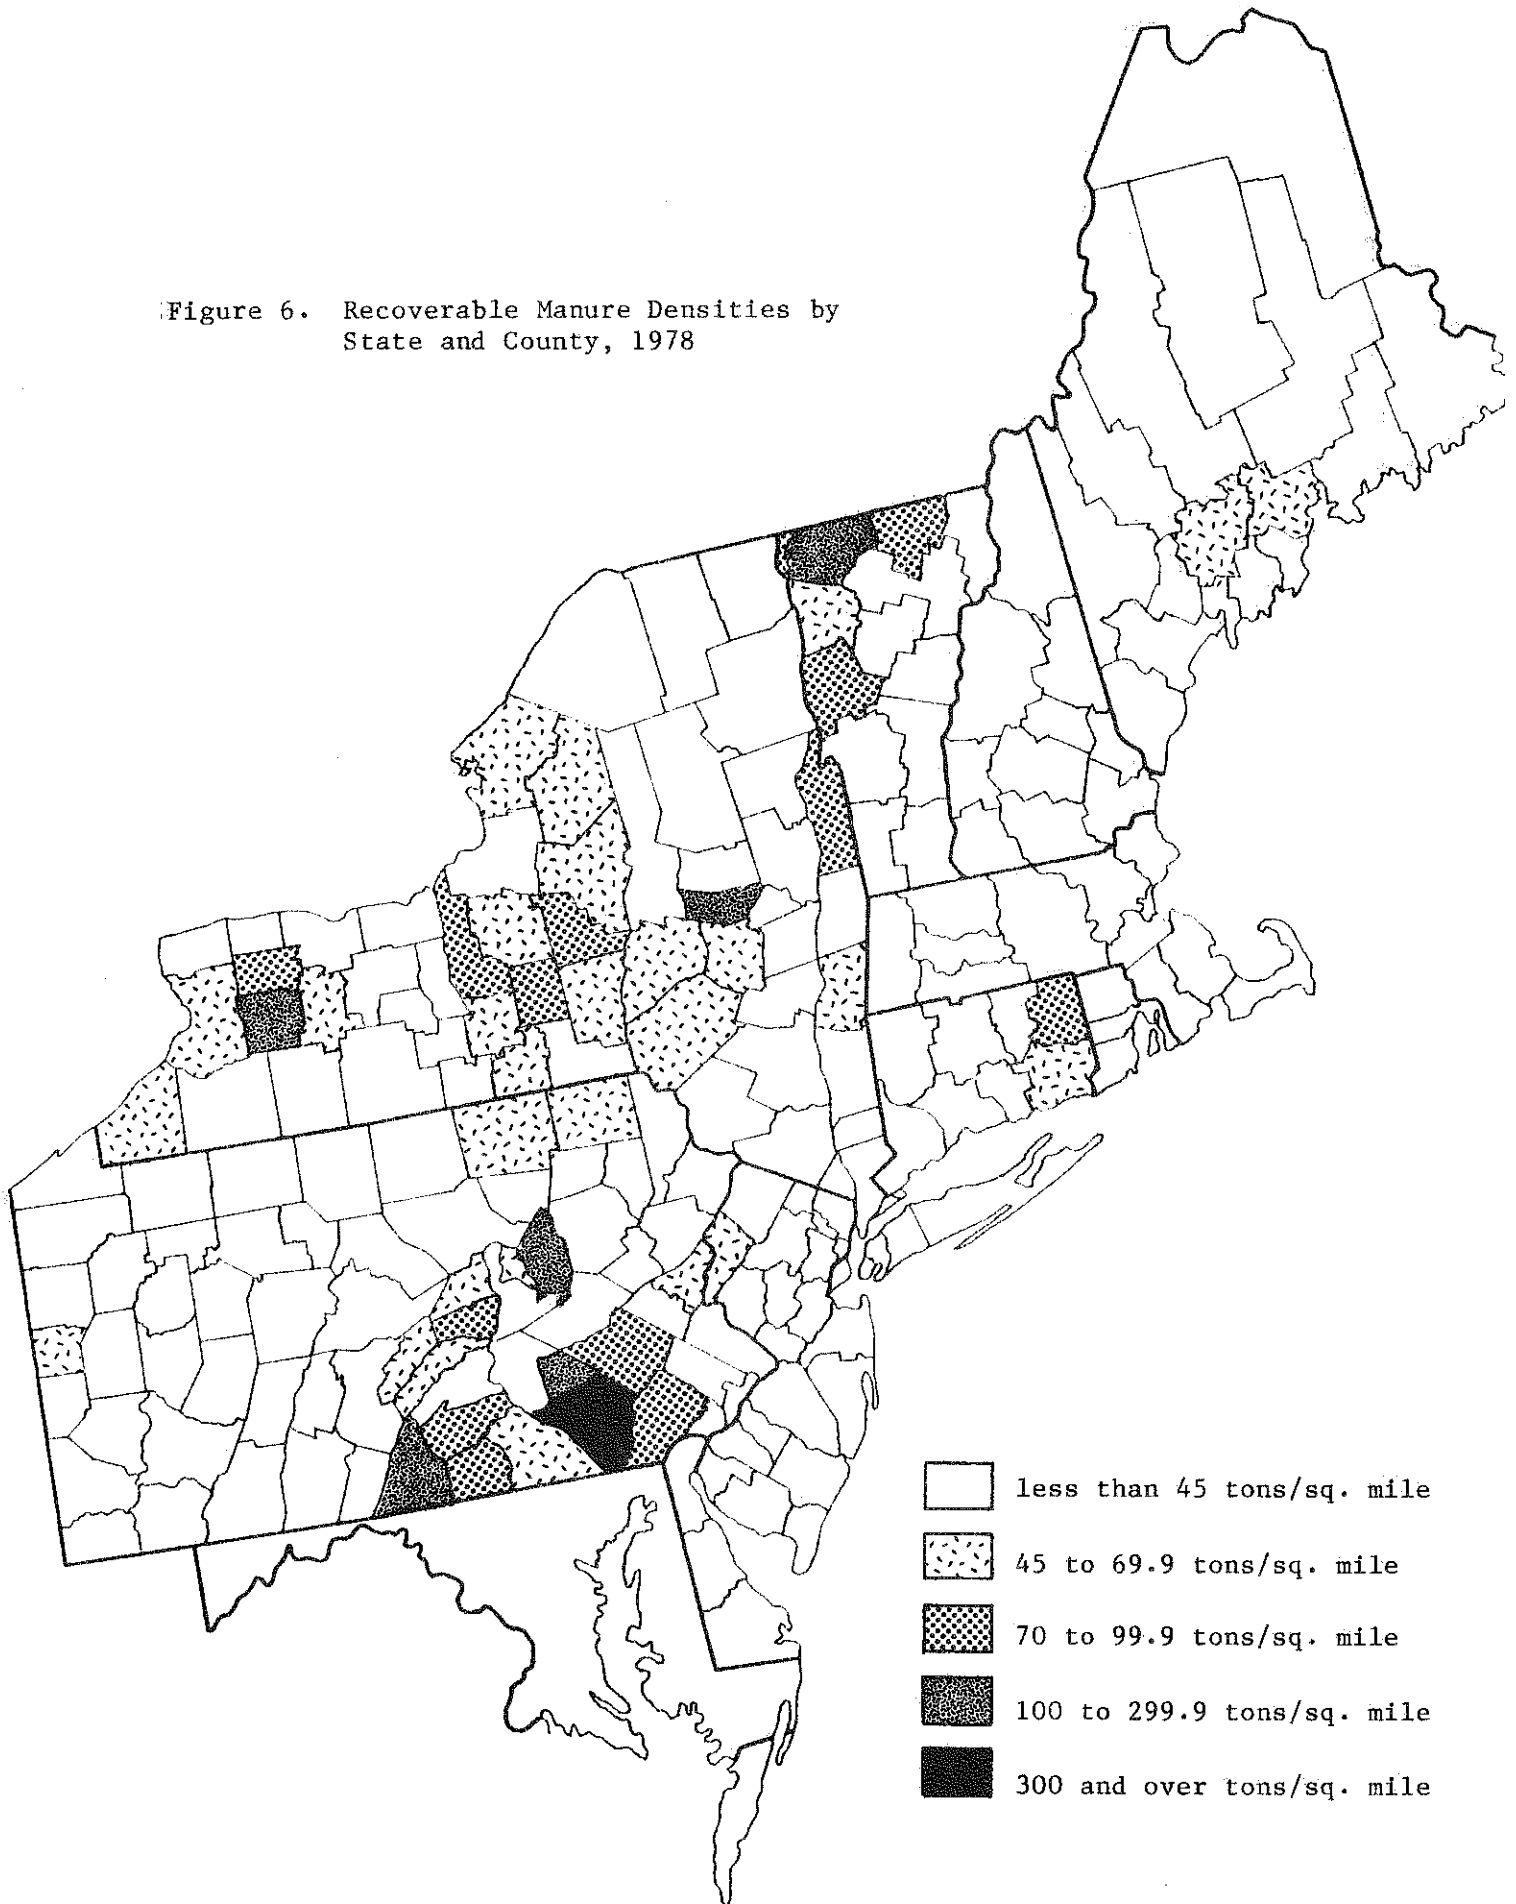 Figure 6. Recoverable Manure Densities by
State and County, 1978
less than 45 tons/sq. mile
45 to 69.9 tons/sq. mile
70 to 99.9 tons/sq. mile
100 to 299.9 tons/sq. mile
300 and over tons/sq. mile